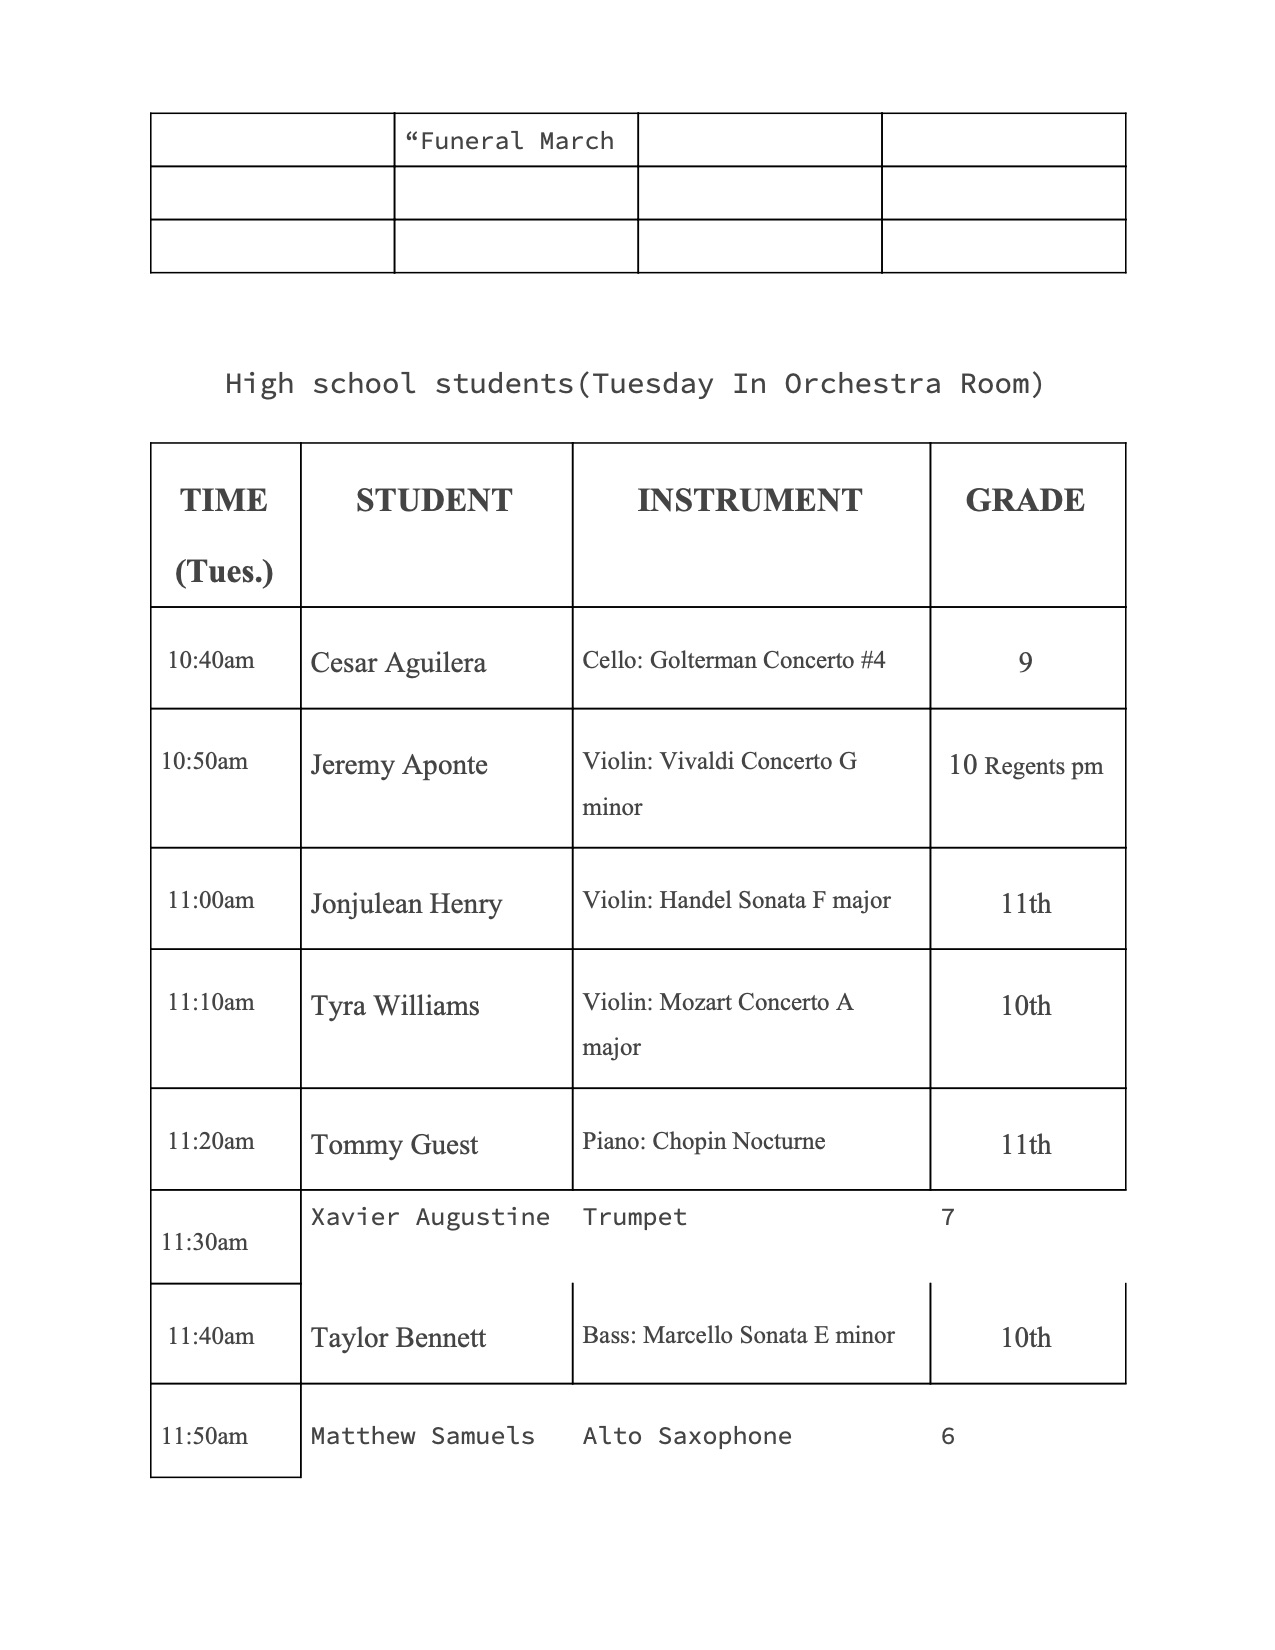 “Funeral March
High school students(Tuesday In Orchestra Room)
TIME STUDENT INSTRUMENT GRADE
(Tues.)
10:40am Cesar Aguilera Cello: Golterman Concerto #4 9
10:50am Jeremy Aponte Violin: Vivaldi Concerto G 10 Regents pm
minor
11:00am Jonjulean Henry Violin: Handel Sonata F major 11th
11:10am Tyra Williams Violin: Mozart Concerto A 10th
major
11:20am Tommy Guest Piano: Chopin Nocturne 11th
Xavier Augustine Trumpet 7
11:30am
11:40am Taylor Bennett Bass: Marcello Sonata E minor 10th
11:50am Matthew Samuels Alto Saxophone 6